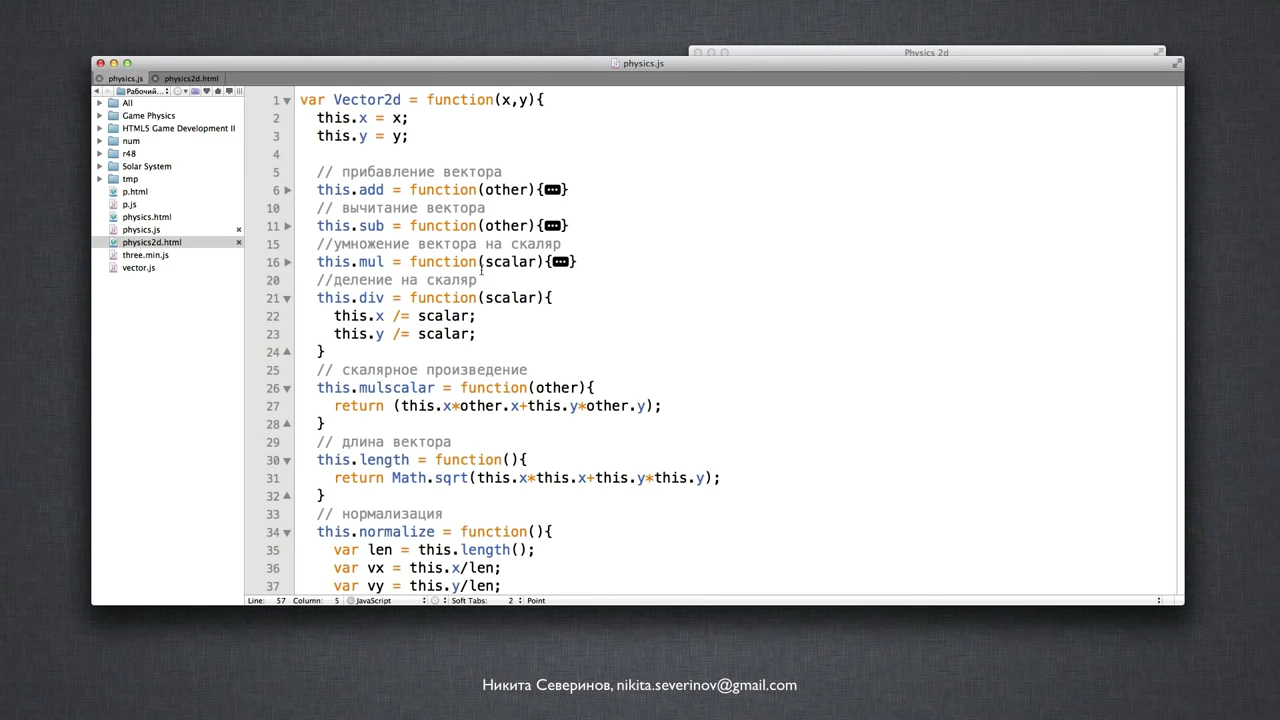 Physics 2d
physics.js
physics.js
physics2d.html
Рабочий...
All
Game Physics
HTML5 Game Development II
num
r48
Solar System
tmp
p.html
p.js
physics.html
physics.js
physics2d.html
three.min.js
vector.js
1 var Vector2d = function(x,y){
2 this.x = x;
3 this.y = y;
4
5 // прибавление вектора
6 this.add = function(other){•••}
10 // вычитание вектора
11 this.sub = function(other){•••}
15 //умножение вектора на скаляр
16 this.mul = function(scalar){•••}
20 //деление на скаляр
21 this.div = function(scalar){
22 this.x /= scalar;
23 this.y /= scalar;
24 }
25 // скалярное произведение
26 this.mulscalar = function(other){
27 return (this.x*other.x+this.y*other.y);
28 }
29 // длина вектора
30 this.length = function(){
31 return Math.sqrt(this.x*this.x+this.y*this.y);
32 }
33 // нормализация
34 this.normalize = function(){
35 var len = this.length();
36 var vx = this.x/len;
37 var vy = this.y/len;
Line: 57 Column: 5 JavaScript Soft Tabs: 2 Point
Никита Северинов, nikita.severinov@gmail.com